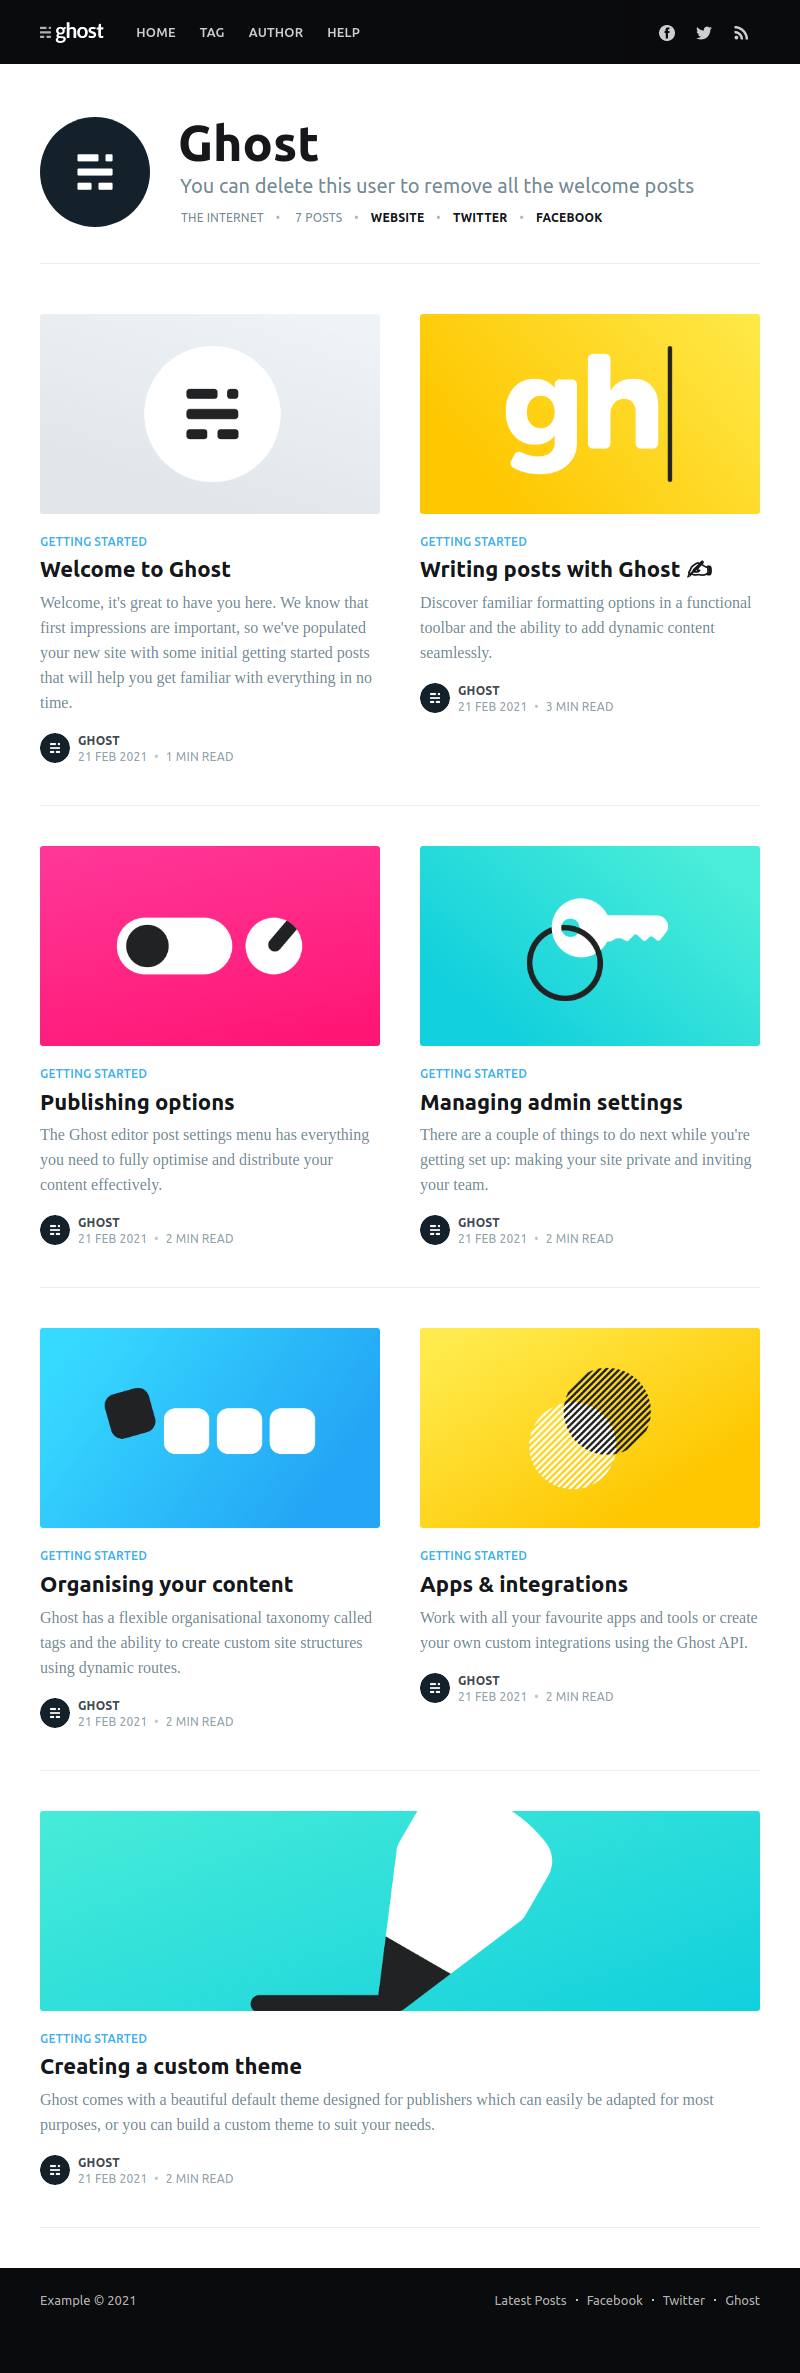 ghost HOME TAG AUTHOR HELP
Ghost
You can delete this user to remove all the welcome posts
THE INTERNET • 7 POSTS • WEBSITE • TWITTER • FACEBOOK
gh
GETTING STARTED
Welcome to Ghost
Welcome, it's great to have you here. We know that
first impressions are important, so we've populated
your new site with some initial getting started posts
that will help you get familiar with everything in no
time.
GHOST
21 FEB 2021 • 1 MIN READ
GETTING STARTED
Writing posts with Ghost ✍
Discover familiar formatting options in a functional
toolbar and the ability to add dynamic content
seamlessly.
GHOST
21 FEB 2021 • 3 MIN READ
GETTING STARTED
Publishing options
The Ghost editor post settings menu has everything
you need to fully optimise and distribute your
content effectively.
GHOST
21 FEB 2021 • 2 MIN READ
GETTING STARTED
Managing admin settings
There are a couple of things to do next while you're
getting set up: making your site private and inviting
your team.
GHOST
21 FEB 2021 • 2 MIN READ
GETTING STARTED
Organising your content
Ghost has a flexible organisational taxonomy called
tags and the ability to create custom site structures
using dynamic routes.
GHOST
21 FEB 2021 • 2 MIN READ
GETTING STARTED
Apps & integrations
Work with all your favourite apps and tools or create
your own custom integrations using the Ghost API.
GHOST
21 FEB 2021 • 2 MIN READ
GETTING STARTED
Creating a custom theme
Ghost comes with a beautiful default theme designed for publishers which can easily be adapted for most
purposes, or you can build a custom theme to suit your needs.
GHOST
21 FEB 2021 • 2 MIN READ
Example © 2021
Latest Posts · Facebook · Twitter · Ghost